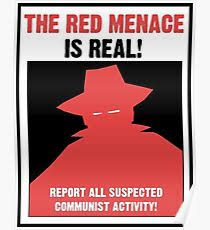 THE RED MENACE
IS REAL!
REPORT ALL SUSPECTED
COMMUNIST ACTIVITY!